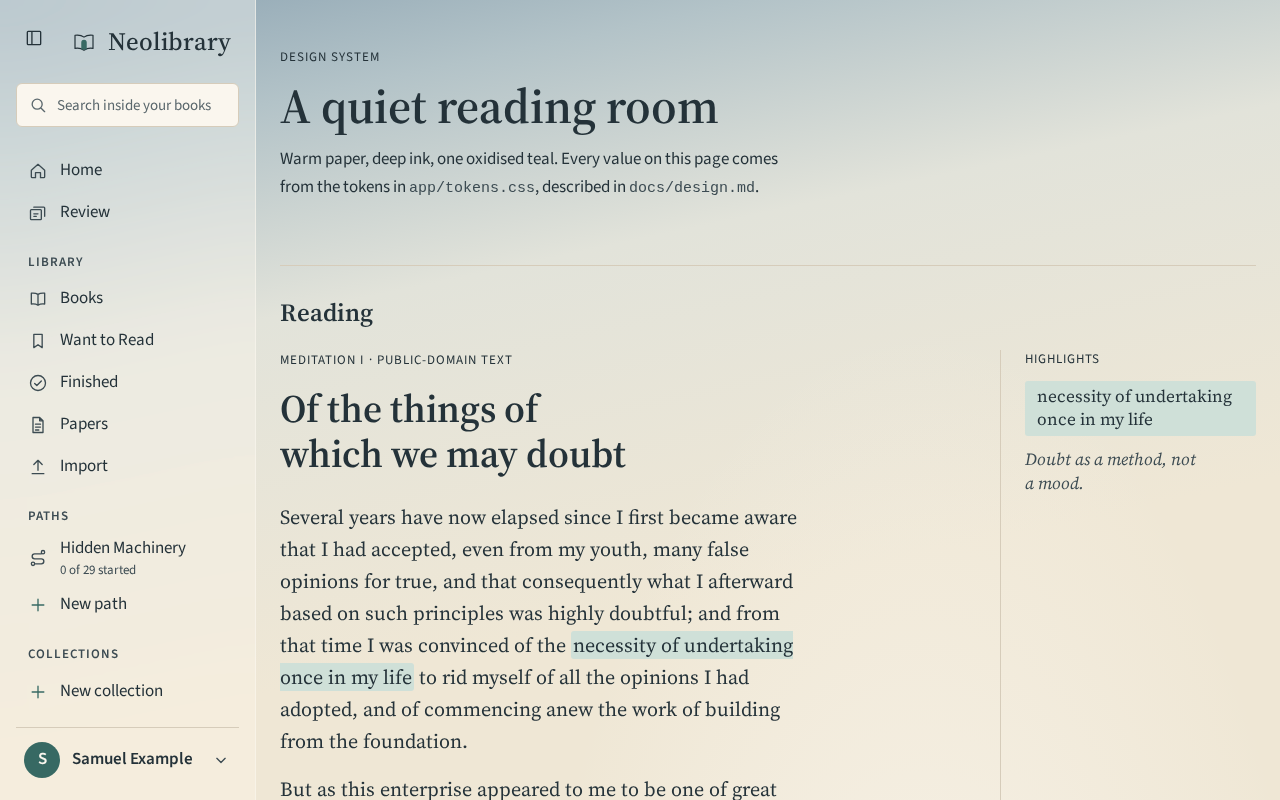 Neolibrary
Search inside your books
Home
Review
LIBRARY
Books
Want to Read
Finished
Papers
Import
PATHS
Hidden Machinery
0 of 29 started
New path
COLLECTIONS
New collection
S
Samuel Example
DESIGN SYSTEM
A quiet reading room
Warm paper, deep ink, one oxidised teal. Every value on this page comes
from the tokens in app/tokens.css, described in docs/design.md.
Reading
MEDITATION I · PUBLIC-DOMAIN TEXT
Of the things of
which we may doubt
Several years have now elapsed since I first became aware
that I had accepted, even from my youth, many false
opinions for true, and that consequently what I afterward
based on such principles was highly doubtful; and from
that time I was convinced of the necessity of undertaking
once in my life to rid myself of all the opinions I had
adopted, and of commencing anew the work of building
from the foundation.
But as this enterprise appeared to me to be one of great
HIGHLIGHTS
necessity of undertaking
once in my life
Doubt as a method, not
a mood.